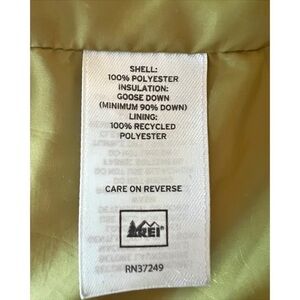 SHELL:
100% POLYESTER
INSULATION:
GOOSE DOWN
(MINIMUM 90% DOWN)
LINING:
100% RECYCLED
POLYESTER
CARE ON REVERSE
REI®
RN37249